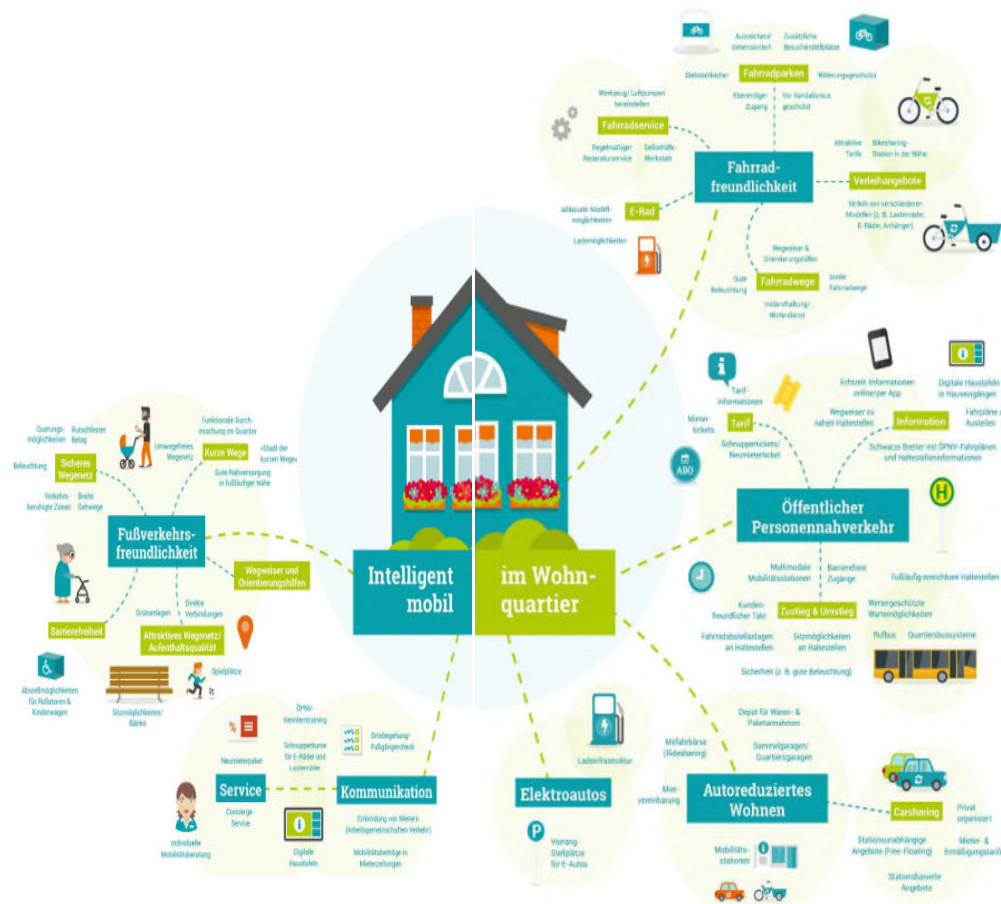 Ausreichend
dimensioniert
Zusätzliche
Besucherstellplätze
Diebstahlsicher
Fahrradparken
Witterungsgeschützt
Ebenerdiger
Zugang
Vor Vandalismus
geschützt
Werkzeug/ Luftpumpen
bereitstellen
Fahrradservice
Regelmäßiger
Reparaturservice
Selbsthilfe-
Werkstatt
Fahrrad-
freundlichkeit
Attraktive
Tarife
Bikesharing-
Station in der Nähe
Verleihangebote
Verleih von verschiedenen
Modellen (z. B. Lastenräder,
E-Räder, Anhänger)
adäquate Abstell-
möglichkeiten
E-Rad
Lademöglichkeiten
Wegweiser &
Orientierungshilfen
Gute
Beleuchtung
Fahrradwege
breite
Fahrradwege
Instandhaltung/
Winterdienst
Tarif-
informationen
Mieter-
tickets
Tarif
Schnuppertickets/
Neumieterticket
ABO
Echtzeit-Informationen
online/per App
Digitale Haustafeln
in Hauseingängen
Wegweiser zu
nahen Haltestellen
Information
Fahrpläne z
Ausleihen
Schwarze Bretter mit ÖPNV-Fahrplänen
und Haltestelleninformationen
Öffentlicher
Personennahverkehr
H
Multimodale
Mobilitätsstationen
Barrierefreie
Zugänge
Fußläufig erreichbare Haltestellen
Kunden-
freundlicher Takt
Zustieg & Umstieg
Wettergeschützte
Wartemöglichkeiten
Fahrradabstellanlagen
an Haltestellen
Sitzmöglichkeiten
an Haltestellen
Rufbus
Quartiersbussysteme
Sicherheit (z. B. gute Beleuchtung)
Querungs-
möglichkeiten
Rutschfester
Belag
Funktionale Durch-
mischung im Quartier
Beleuchtung
Sicheres
Wegenetz
Umwegefreies
Wegenetz
Kurze Wege
»Stadt der
kurzen Wege«
Gute Nahversorgung
in fußläufiger Nähe
Verkehrs-
beruhigte Zonen
Breite
Gehwege
Fußverkehrs-
freundlichkeit
Wegweiser und
Orientierungshilfen
Grünanlagen
Direkte
Verbindungen
Barrierefreiheit
Attraktives Wegenetz/
Aufenthaltsqualität
Abstellmöglichkeiten
für Rollatoren &
Kinderwagen
Sitzmöglichkeiten/
Bänke
Spielplätze
Intelligent
mobil
im Wohn-
quartier
ÖPNV-
Kennlerntraining
Ortsbegehung/
Fußgängercheck
%
Neumieterpaket
Schnupperkurse
für E-Räder und
Lastenräder
Service
Kommunikation
Concierge-
Service
Individuelle
Mobilitätsberatung
Digitale
Haustafeln
Einbindung von Mietern
(Arbeitsgemeinschaften Verkehr)
Mobilitätsbeiträge in
Mieterzeitungen
Ladeinfrastruktur
Elektroautos
P
Vorrang-
Stellplätze
für E-Autos
Depot für Waren- &
Paketannahmen
Mitfahrbörse
(Ridesharing)
Sammelgaragen/
Quartiersgaragen
Miet-
vereinbarung
Autoreduziertes
Wohnen
Mobilitäts-
stationen
Carsharing
Privat
organisiert
Stationsunabhängige
Angebote (Free-Floating)
Mieter- &
Ermäßigungstarife
Stationsbasierte
Angebote